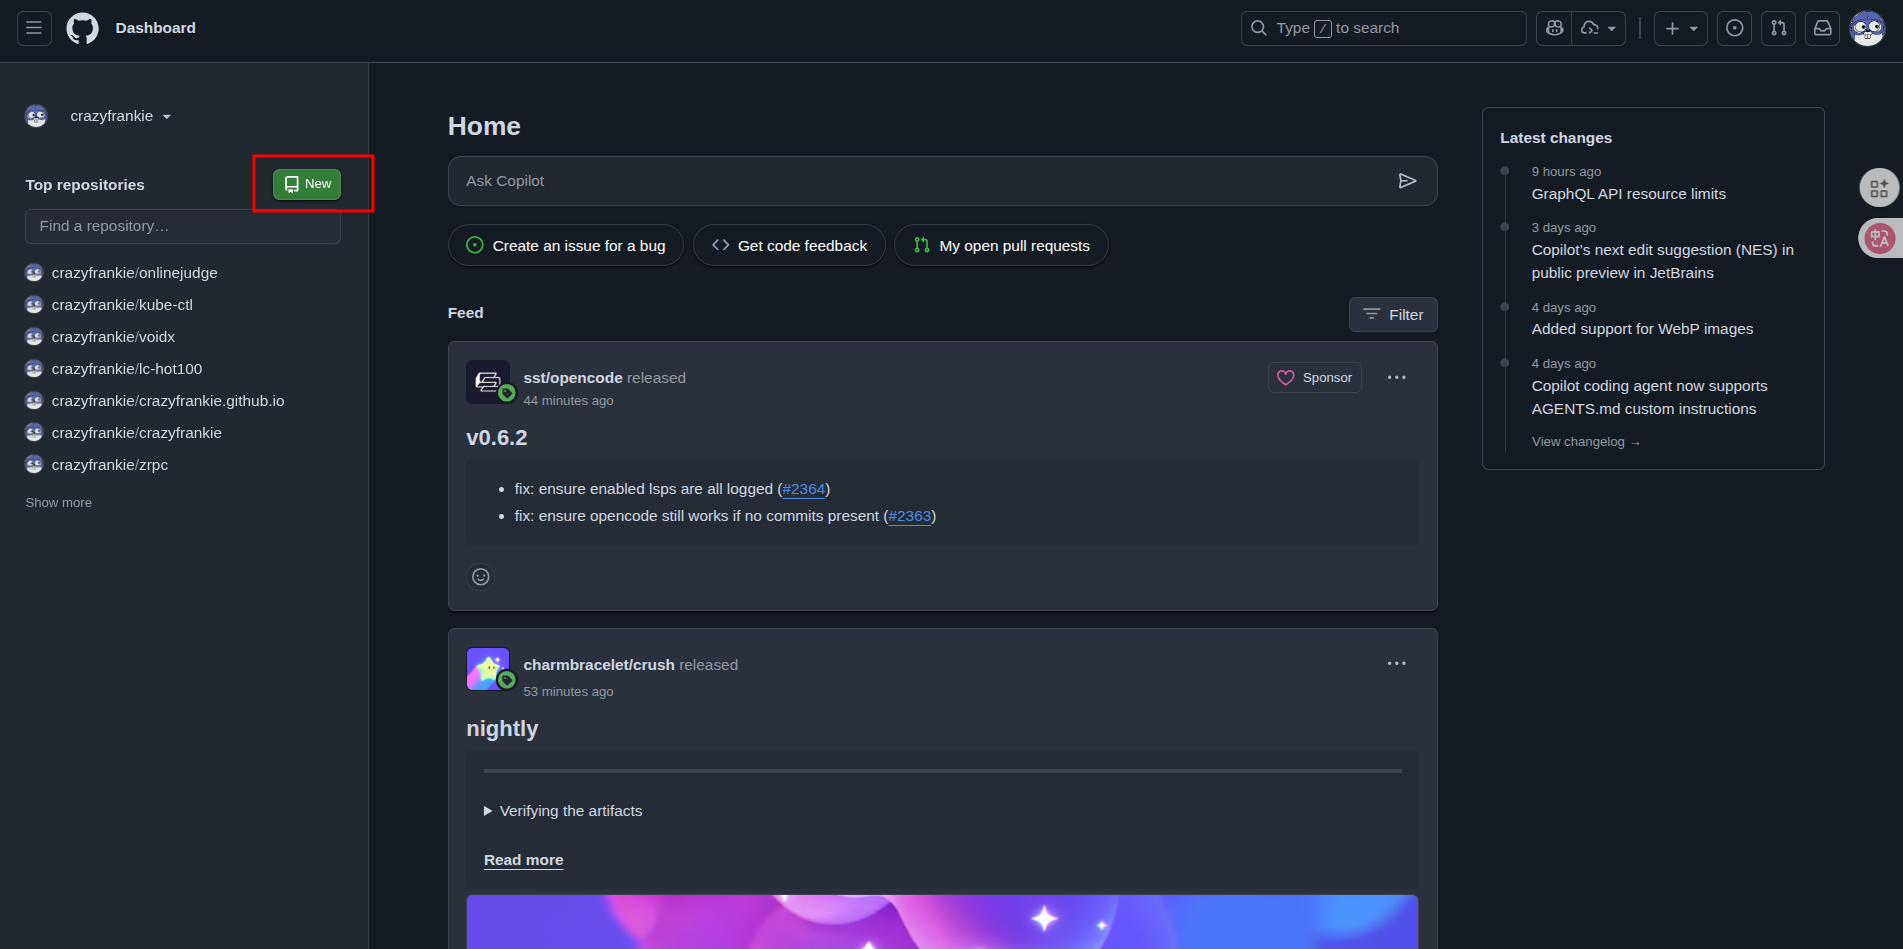 Dashboard
Type / to search
crazyfrankie
Top repositories
New
Find a repository…
crazyfrankie/onlinejudge
crazyfrankie/kube-ctl
crazyfrankie/voidx
crazyfrankie/lc-hot100
crazyfrankie/crazyfrankie.github.io
crazyfrankie/crazyfrankie
crazyfrankie/zrpc
Show more
Home
Ask Copilot
Create an issue for a bug
Get code feedback
My open pull requests
Feed
Filter
sst/opencode released
44 minutes ago
Sponsor
v0.6.2
fix: ensure enabled lsps are all logged (#2364)
fix: ensure opencode still works if no commits present (#2363)
charmbracelet/crush released
53 minutes ago
nightly
Verifying the artifacts
Read more
Latest changes
9 hours ago
GraphQL API resource limits
3 days ago
Copilot's next edit suggestion (NES) in
public preview in JetBrains
4 days ago
Added support for WebP images
4 days ago
Copilot coding agent now supports
AGENTS.md custom instructions
View changelog →
中A